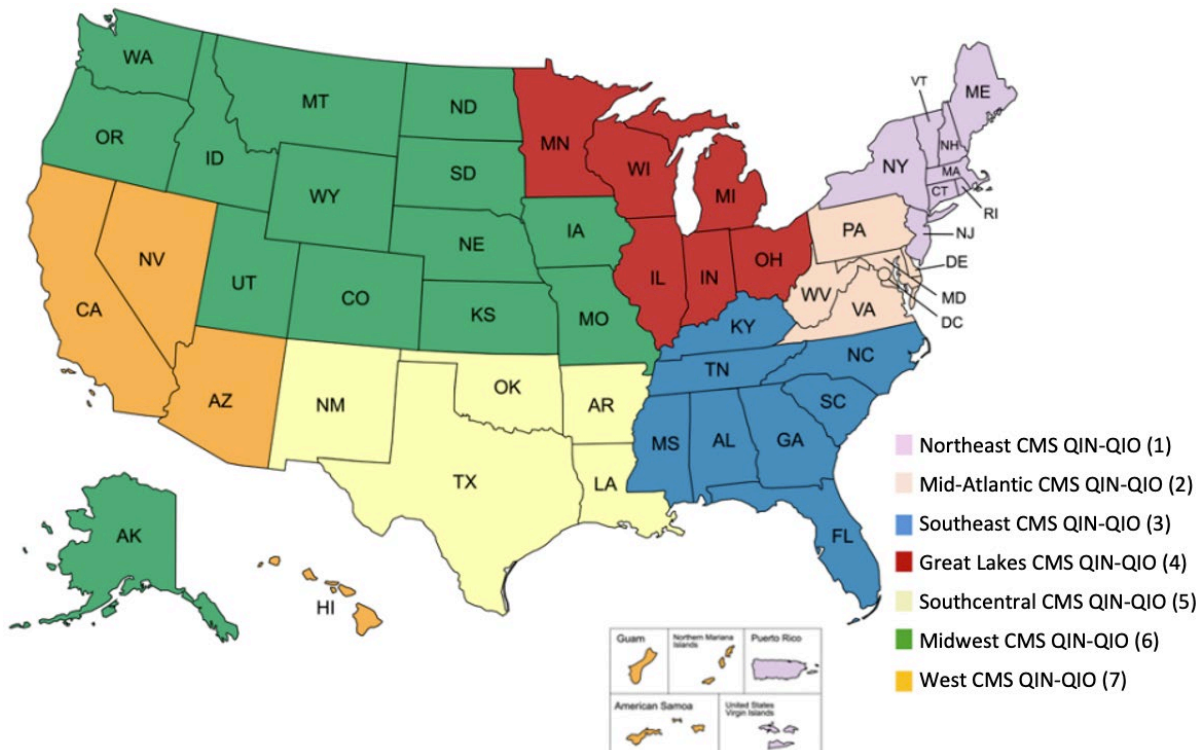 WA
MT
ND
MN
VT
ME
OR
ID
SD
WI
MI
NY
NH
MA
CT
RI
WY
NE
IA
PA
NJ
NV
UT
CO
KS
MO
IL
IN
OH
WV
VA
DE
MD
DC
CA
KY
AZ
NM
OK
AR
TN
NC
SC
MS
AL
GA
TX
LA
FL
AK
HI
Northeast CMS QIN-QIO (1)
Mid-Atlantic CMS QIN-QIO (2)
Southeast CMS QIN-QIO (3)
Great Lakes CMS QIN-QIO (4)
Southcentral CMS QIN-QIO (5)
Midwest CMS QIN-QIO (6)
West CMS QIN-QIO (7)
Guam
Northern Mariana
Islands
Puerto Rico
American Samoa
United States
Virgin Islands